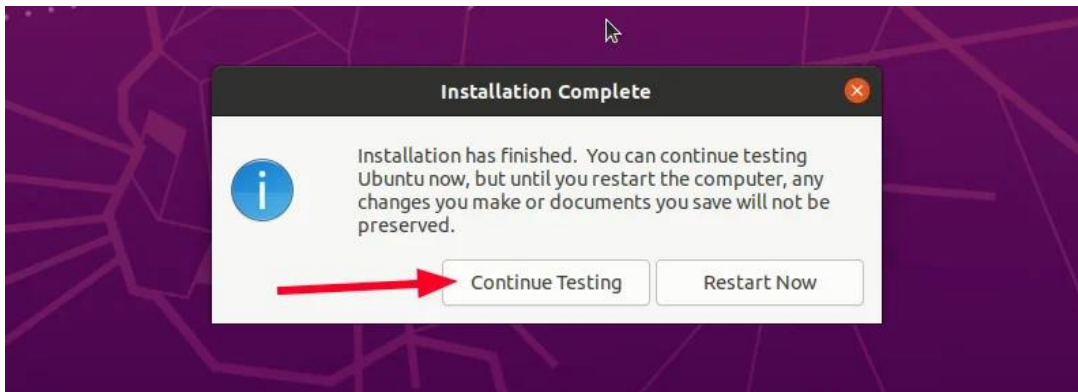 Installation Complete
Installation has finished.  You can continue testing
Ubuntu now, but until you restart the computer, any
changes you make or documents you save will not be
preserved.
Continue Testing
Restart Now